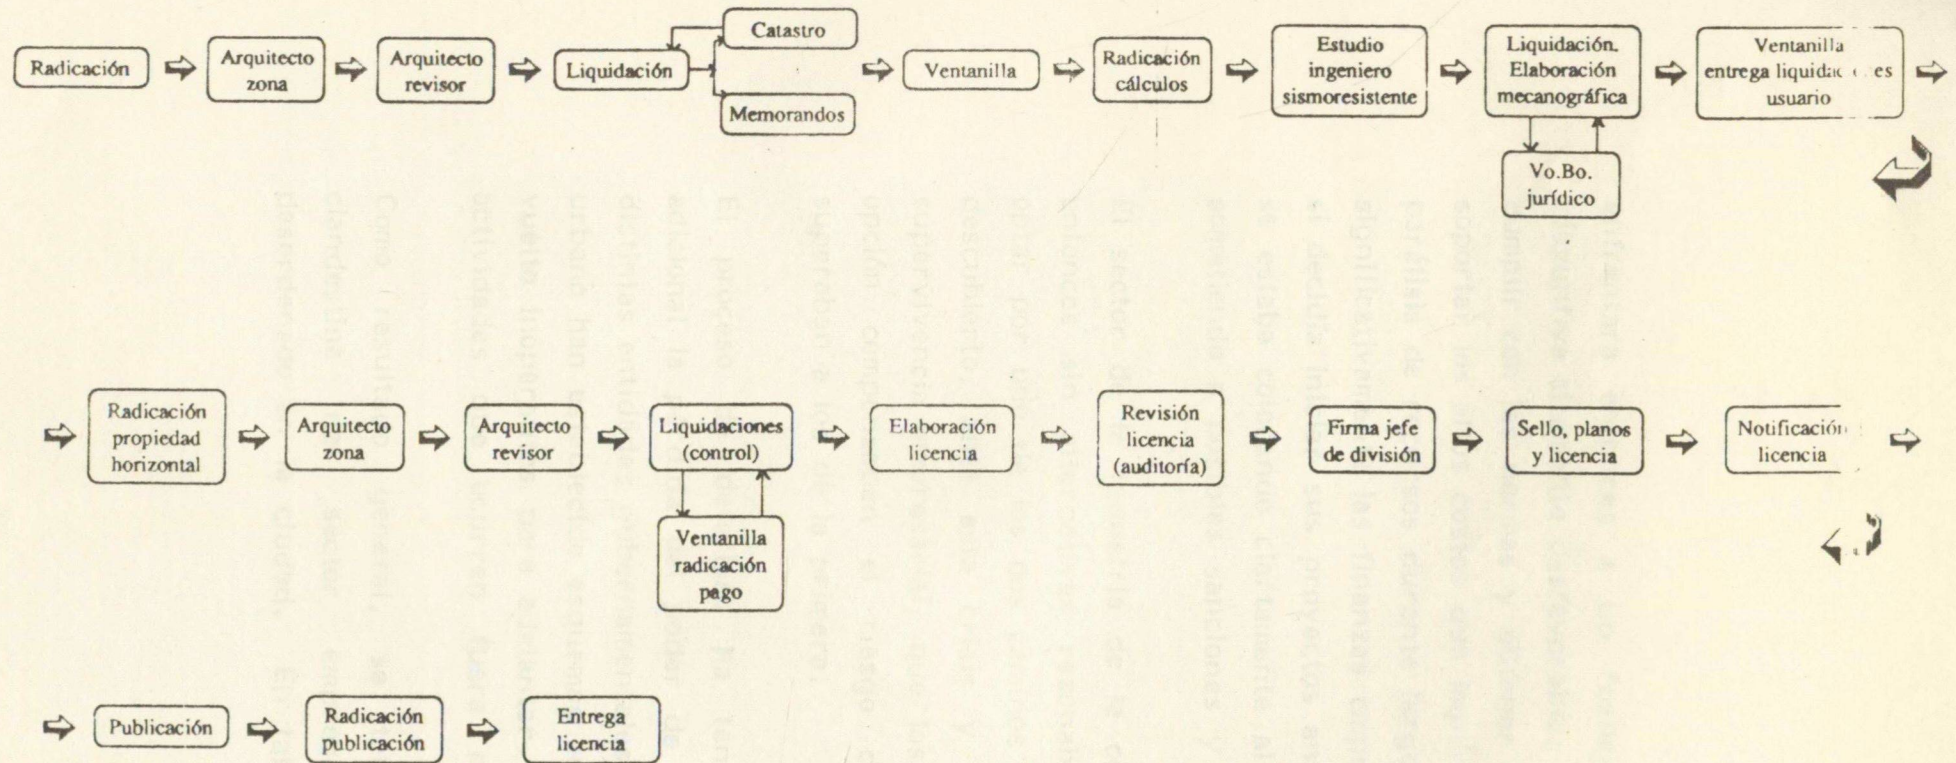 Radicación
Arquitecto
zona
Arquitecto
revisor
Liquidación
Catastro
Memorandos
Ventanilla
Radicación
cálculos
Estudio
ingeniero
sismoresistente
Liquidación.
Elaboración
mecanográfica
Vo.Bo.
jurídico
Ventanilla
entrega
usuario
Radicación
propiedad
horizontal
Arquitecto
zona
Arquitecto
revisor
Liquidaciones
(control)
Ventanilla
radicación
pago
Elaboración
licencia
Revisión
licencia
(auditoría)
Firma jefe
de división
Sello, planos
y licencia
Notificación
licencia
Publicación
Radicación
publicación
Entrega
licencia